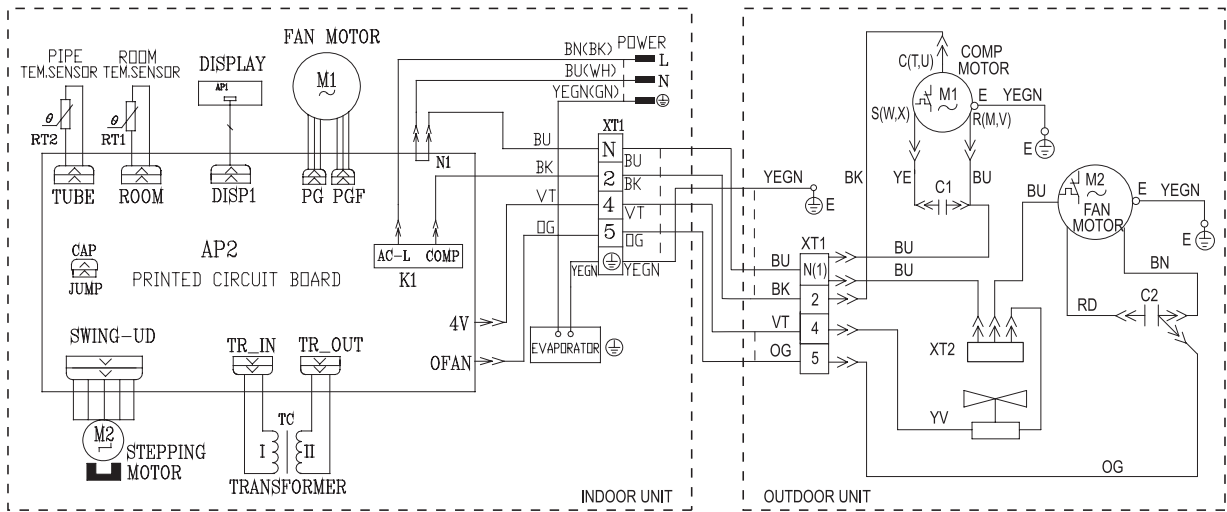 PIPE
TEM.SENSOR
ROOM
TEM.SENSOR
DISPLAY
AP1
FAN MOTOR
M1
~
BN(BK)
POWER
L
BU(WH)
N
YEGN(GN)
θ
RT2
θ
RT1
TUBE
ROOM
DISP1
PG
PGF
N1
BU
BK
VT
OG
XT1
N
2
4
5
BU
BK
VT
OG
YEGN
YEGN
AP2
PRINTED CIRCUIT BOARD
CAP
JUMP
AC-L
COMP
K1
4V
OFAN
EVAPORATOR
SWING-UD
TR_IN
TR_OUT
M2
STEPPING
MOTOR
TC
I
II
TRANSFORMER
INDOOR UNIT
YEGN
E
C(T,U)
COMP
MOTOR
M1
~
S(W,X)
R(M,V)
E
YEGN
E
BK
YE
C1
BU
BU
M2
~
FAN
MOTOR
E
YEGN
E
XT1
BU
N(1)
BU
BU
BK
2
VT
4
OG
5
RD
C2
BN
XT2
YV
OG
OUTDOOR UNIT